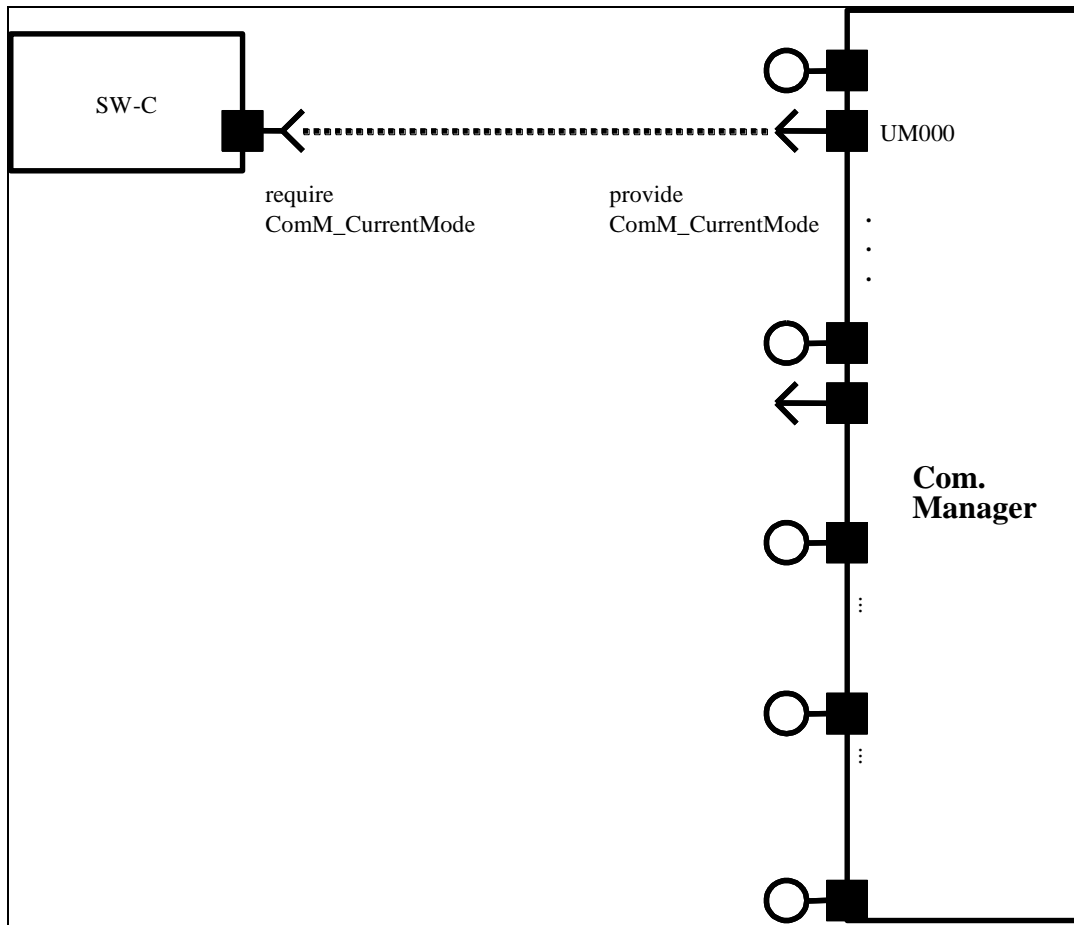 SW-C
UM000
require
ComM_CurrentMode
provide
ComM_CurrentMode
.
.
.
Com.
Manager
...
...